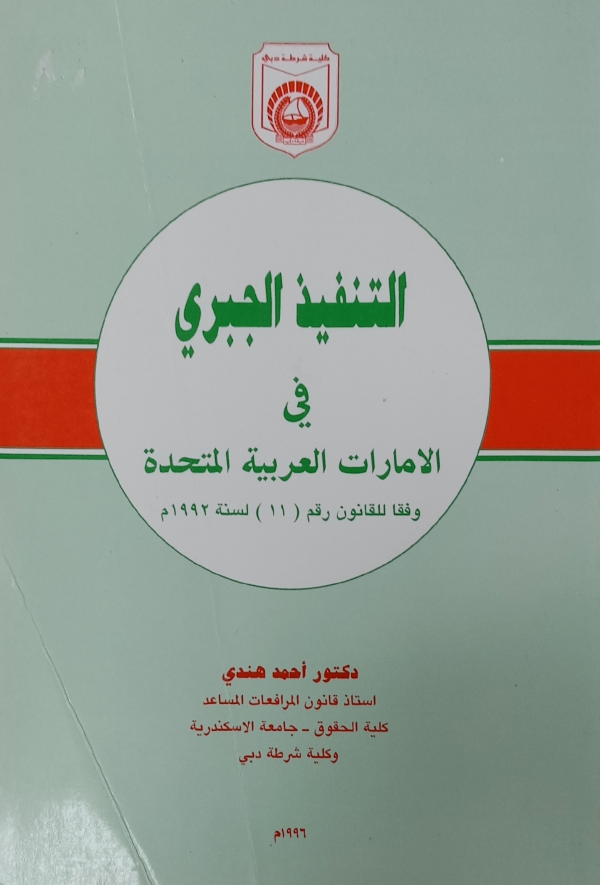 كلية شرطة دبي
التنفيذ الجبري
في
الامارات العربية المتحدة
وفقا للقانون رقم ( ١١ ) لسنة ١٩٩٢م
دكتور أحمد هندي
استاذ قانون المرافعات المساعد
كلية الحقوق - جامعة الاسكندرية
وكلية شرطة دبي
١٩٩٦م